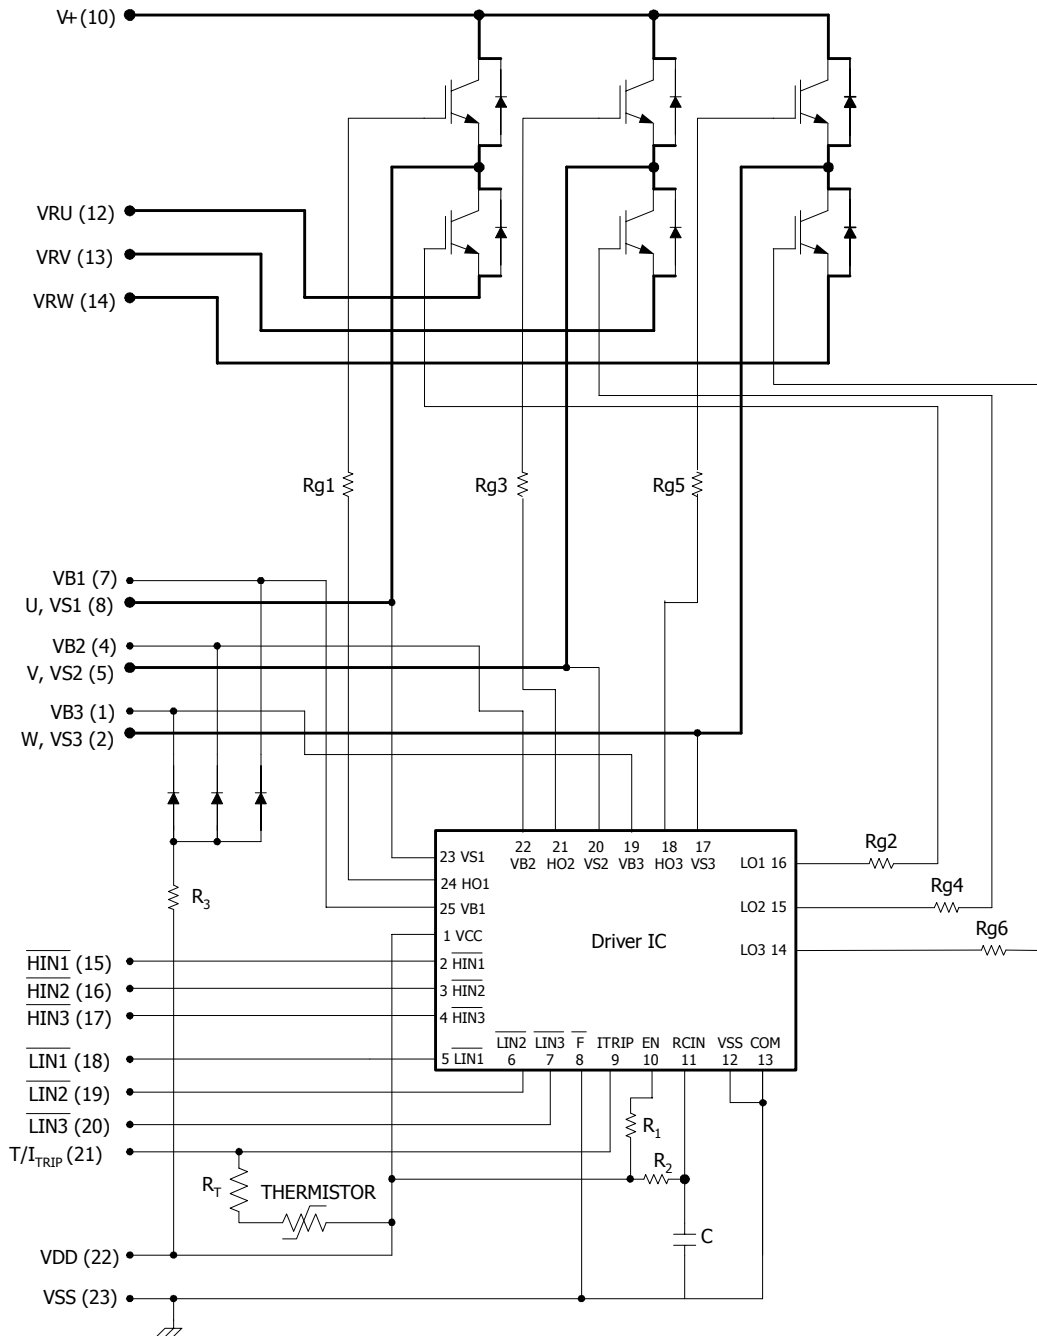 V+ (10)
VRU (12)
VRV (13)
VRW (14)
Rg1
Rg3
Rg5
VB1 (7)
U, VS1 (8)
VB2 (4)
V, VS2 (5)
VB3 (1)
W, VS3 (2)
R3
22 21 20 19 18 17
VB2 HO2 VS2 VB3 HO3 VS3
23 VS1
24 HO1
25 VB1
1 VCC
2 HIN1
3 HIN2
4 HIN3
5 LIN1
Driver IC
LO1 16
LO2 15
LO3 14
Rg2
Rg4
Rg6
LIN2 LIN3 F ITRIP EN RCIN VSS COM
6 7 8 9 10 11 12 13
HIN1 (15)
HIN2 (16)
HIN3 (17)
LIN1 (18)
LIN2 (19)
LIN3 (20)
T/ITRIP (21)
R1
R2
RT
THERMISTOR
C
VDD (22)
VSS (23)